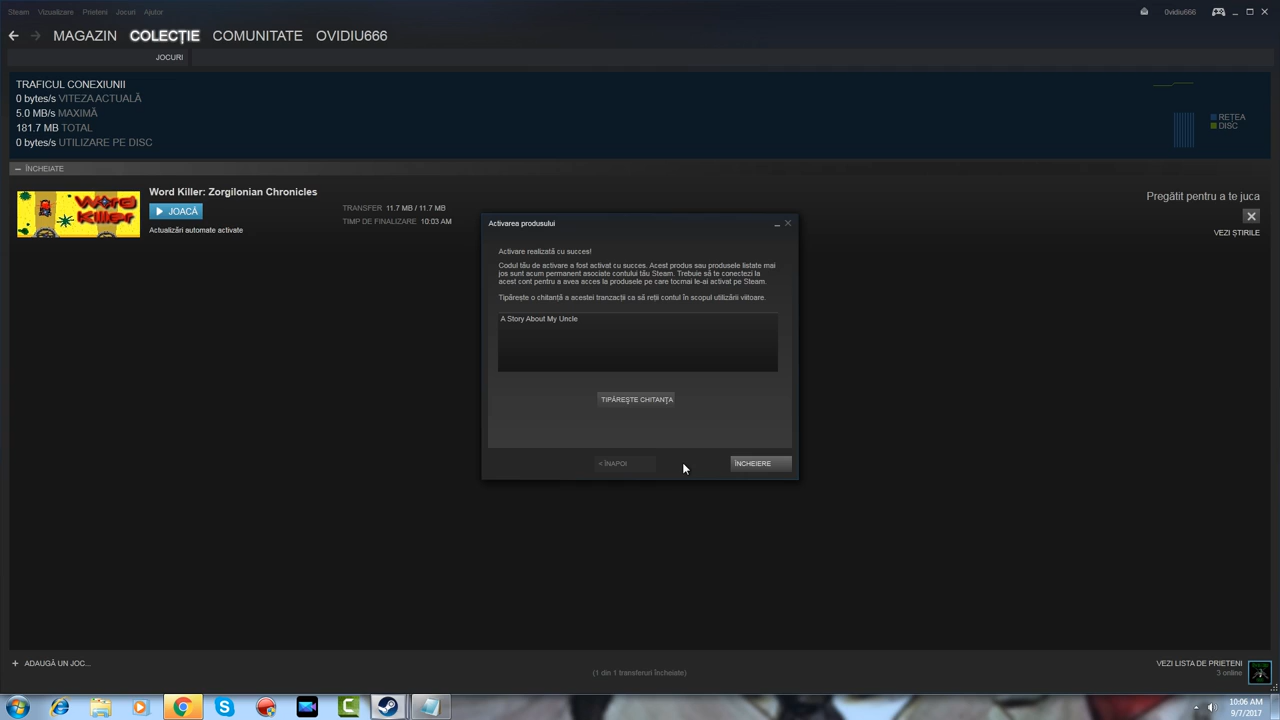 Steam Vizualizare Prieteni Jocuri Ajutor
0vidiu666
MAGAZIN COLECȚIE COMUNITATE OVIDIU666
JOCURI
TRAFICUL CONEXIUNII
0 bytes/s VITEZA ACTUALĂ
5.0 MB/s MAXIMĂ
181.7 MB TOTAL
0 bytes/s UTILIZARE PE DISC
REȚEA
DISC
ÎNCHEIATE
Word Killer: Zorgilonian Chronicles
Word Killer
JOACĂ
Actualizări automate activate
TRANSFER 11.7 MB / 11.7 MB
TIMP DE FINALIZARE 10:03 AM
Pregătit pentru a te juca
VEZI ȘTIRILE
Activarea produsului
Activare realizată cu succes!
Codul tău de activare a fost activat cu succes. Acest produs sau produsele listate mai
jos sunt acum permanent asociate contului tău Steam. Trebuie să te conectezi la
acest cont pentru a avea acces la produsele pe care tocmai le-ai activat pe Steam.
Tipărește o chitanță a acestei tranzacții ca să reții contul în scopul utilizării viitoare.
A Story About My Uncle
TIPĂREȘTE CHITANȚA
< ÎNAPOI
ÎNCHEIERE
+ ADAUGĂ UN JOC...
(1 din 1 transferuri încheiate)
VEZI LISTA DE PRIETENI
3 online
10:06 AM
9/7/2017